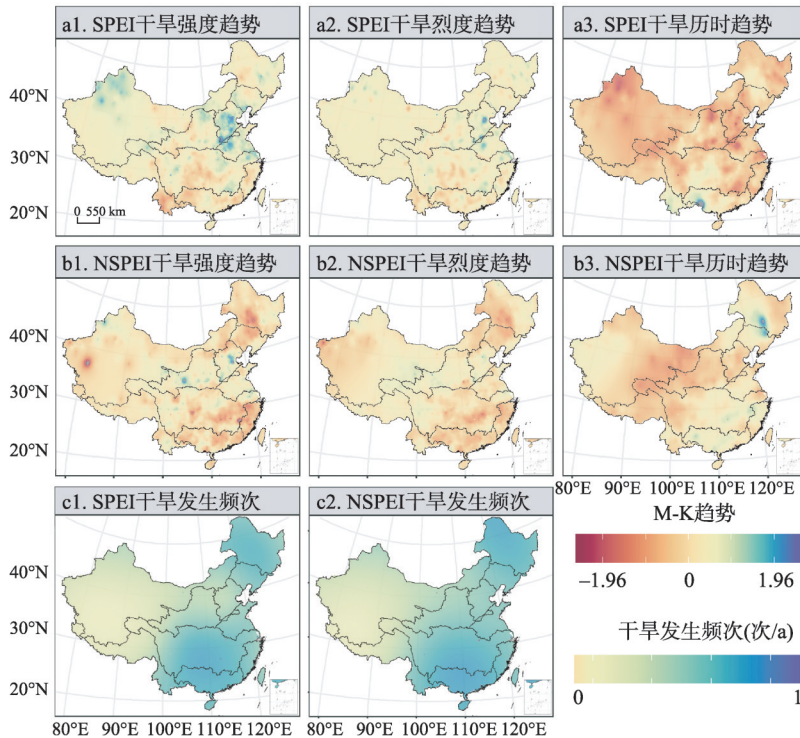 a1. SPEI干旱强度趋势
a2. SPEI干旱烈度趋势
a3. SPEI干旱历时趋势
40°N
30°N
20°N
0 550 km
b1. NSPEI干旱强度趋势
b2. NSPEI干旱烈度趋势
b3. NSPEI干旱历时趋势
40°N
30°N
20°N
80°E 90°E 100°E 110°E 120°E
c1. SPEI干旱发生频次
c2. NSPEI干旱发生频次
40°N
30°N
20°N
80°E 90°E 100°E 110°E 120°E
80°E 90°E 100°E 110°E 120°E
M-K趋势
−1.96 0 1.96
干旱发生频次(次/a)
0 1